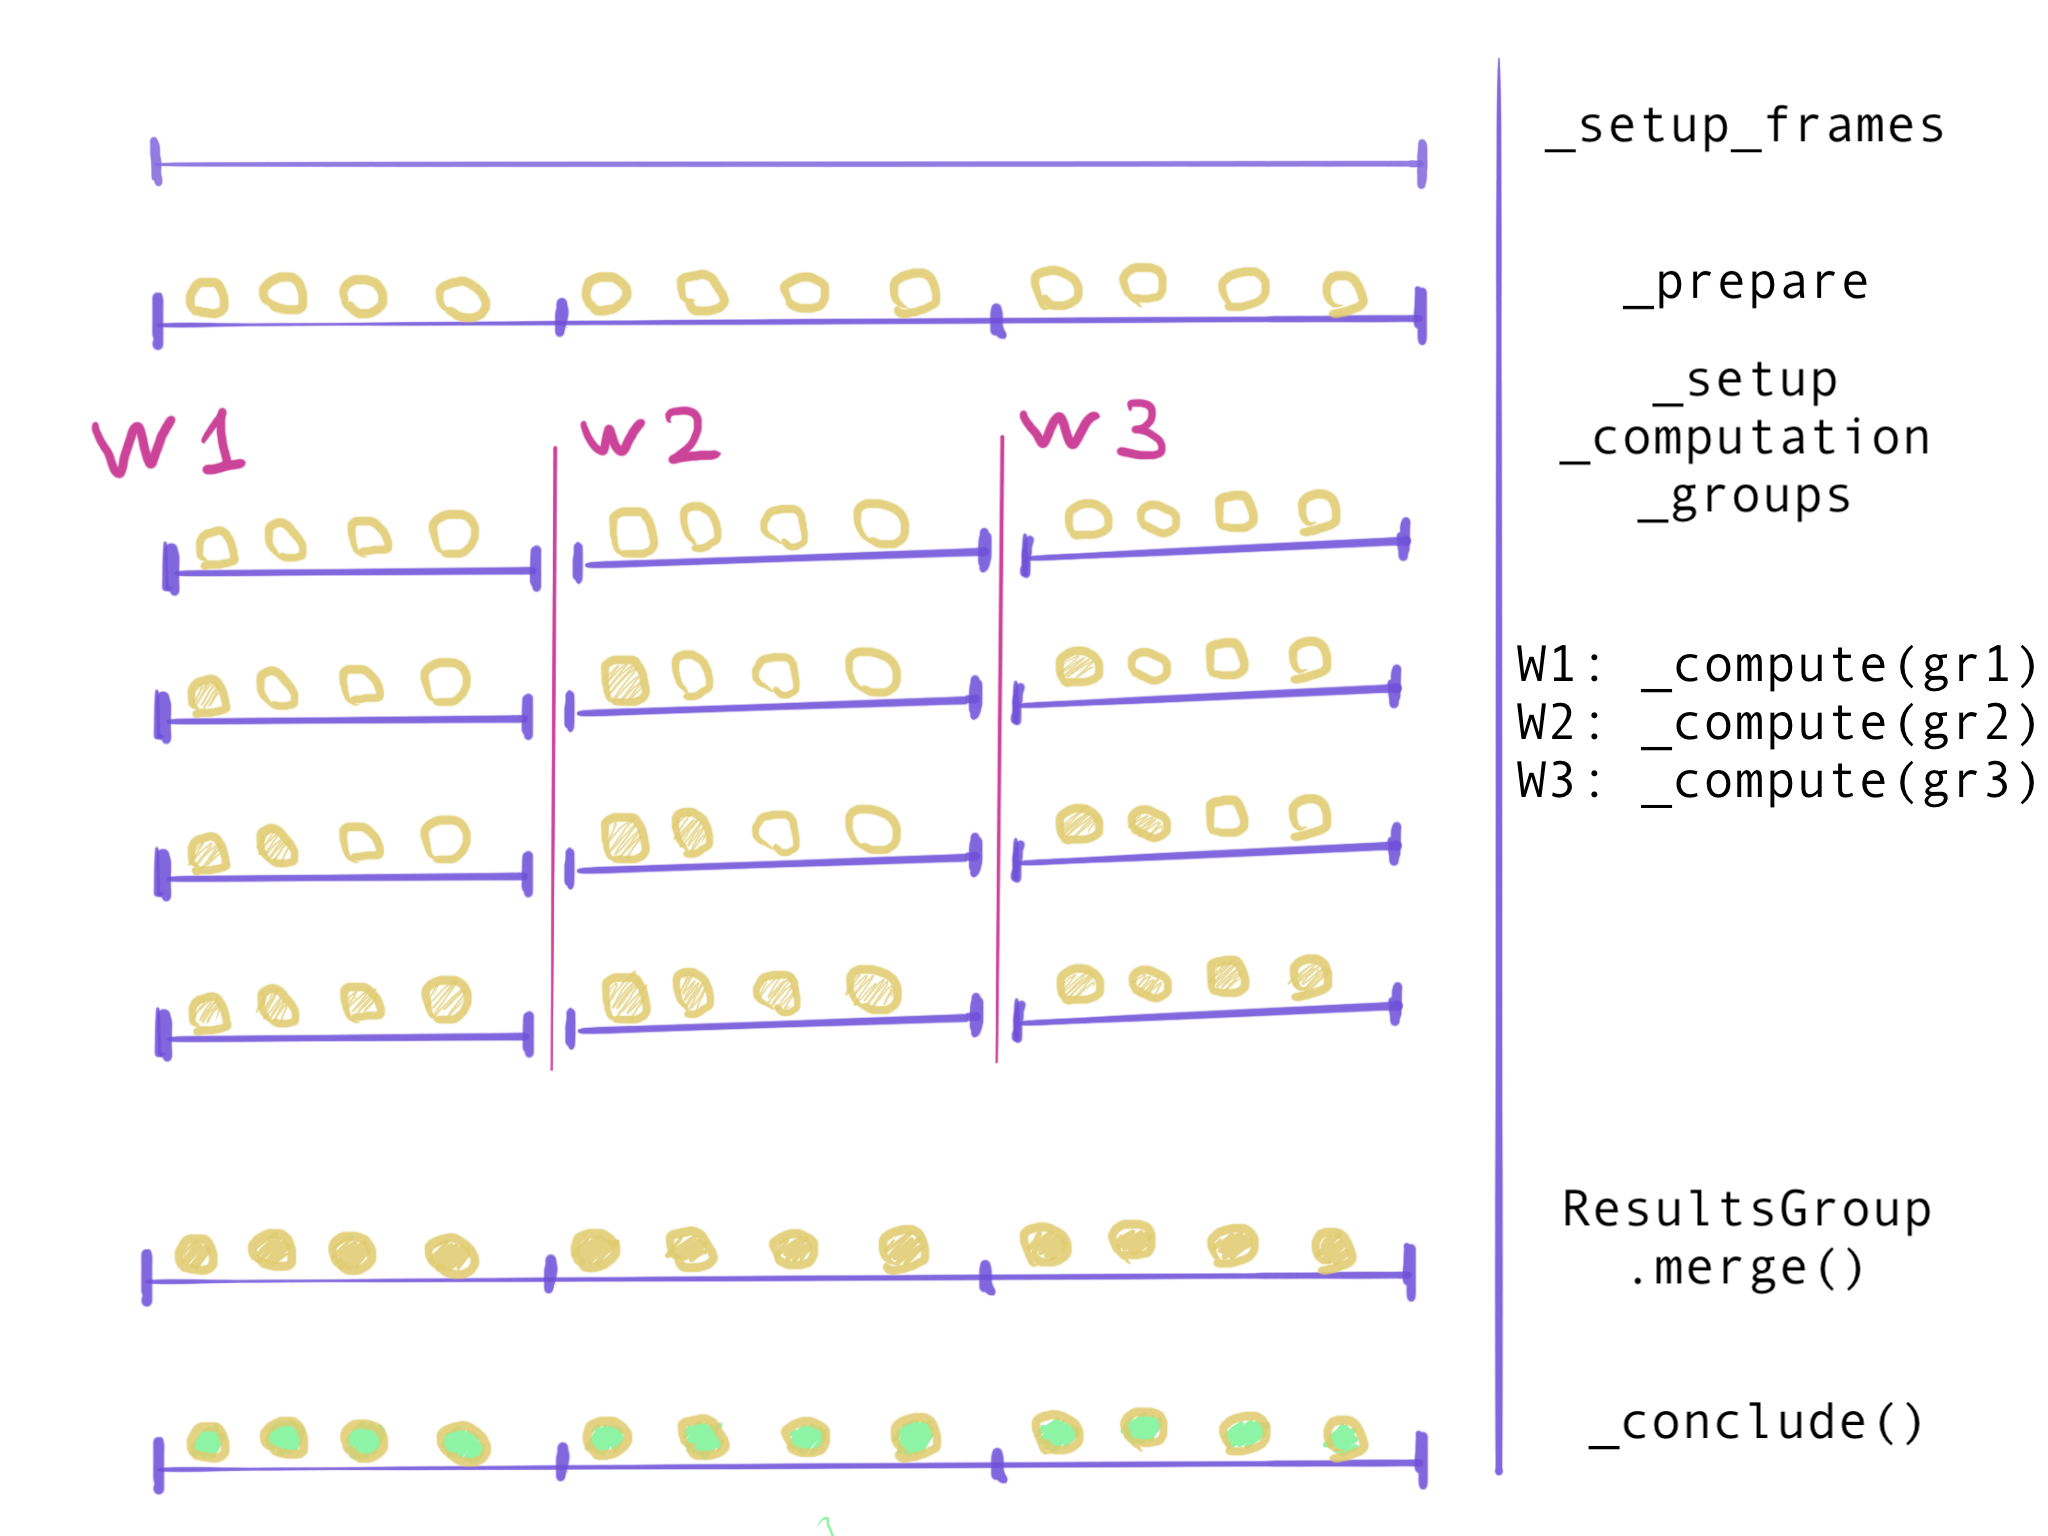 _setup_frames
_prepare
_setup
_computation
_groups
W1 W2 W3
W1: _compute(gr1)
W2: _compute(gr2)
W3: _compute(gr3)
ResultsGroup
.merge()
_conclude()